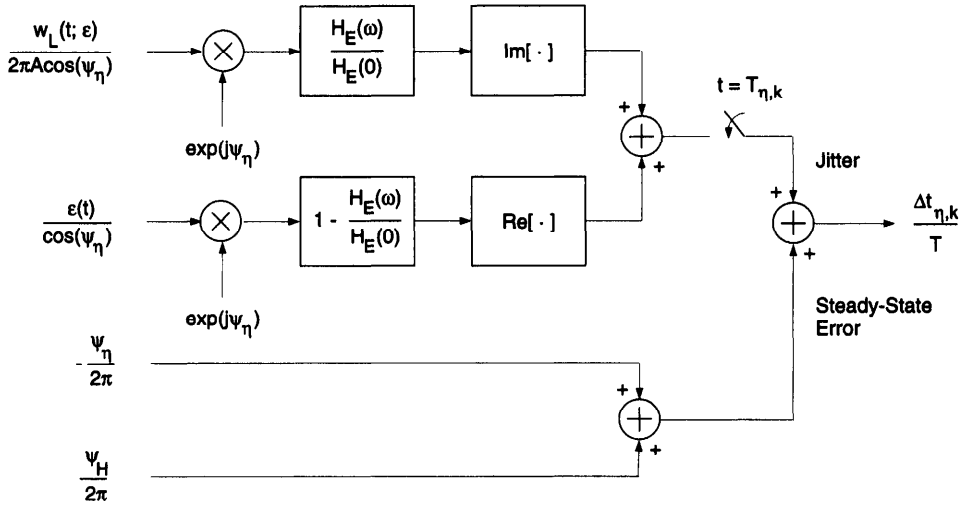 w_L(t; ε)
2πAcos(ψ_η)
×
exp(jψ_η)
H_E(ω)
H_E(0)
Im[ · ]
+
+
+
t = T_η,k
Jitter
ε(t)
cos(ψ_η)
×
exp(jψ_η)
1 - H_E(ω)
H_E(0)
Re[ · ]
+
+
+
Δt_η,k
T
Steady-State
Error
- ψ_η
2π
+
+
+
ψ_H
2π